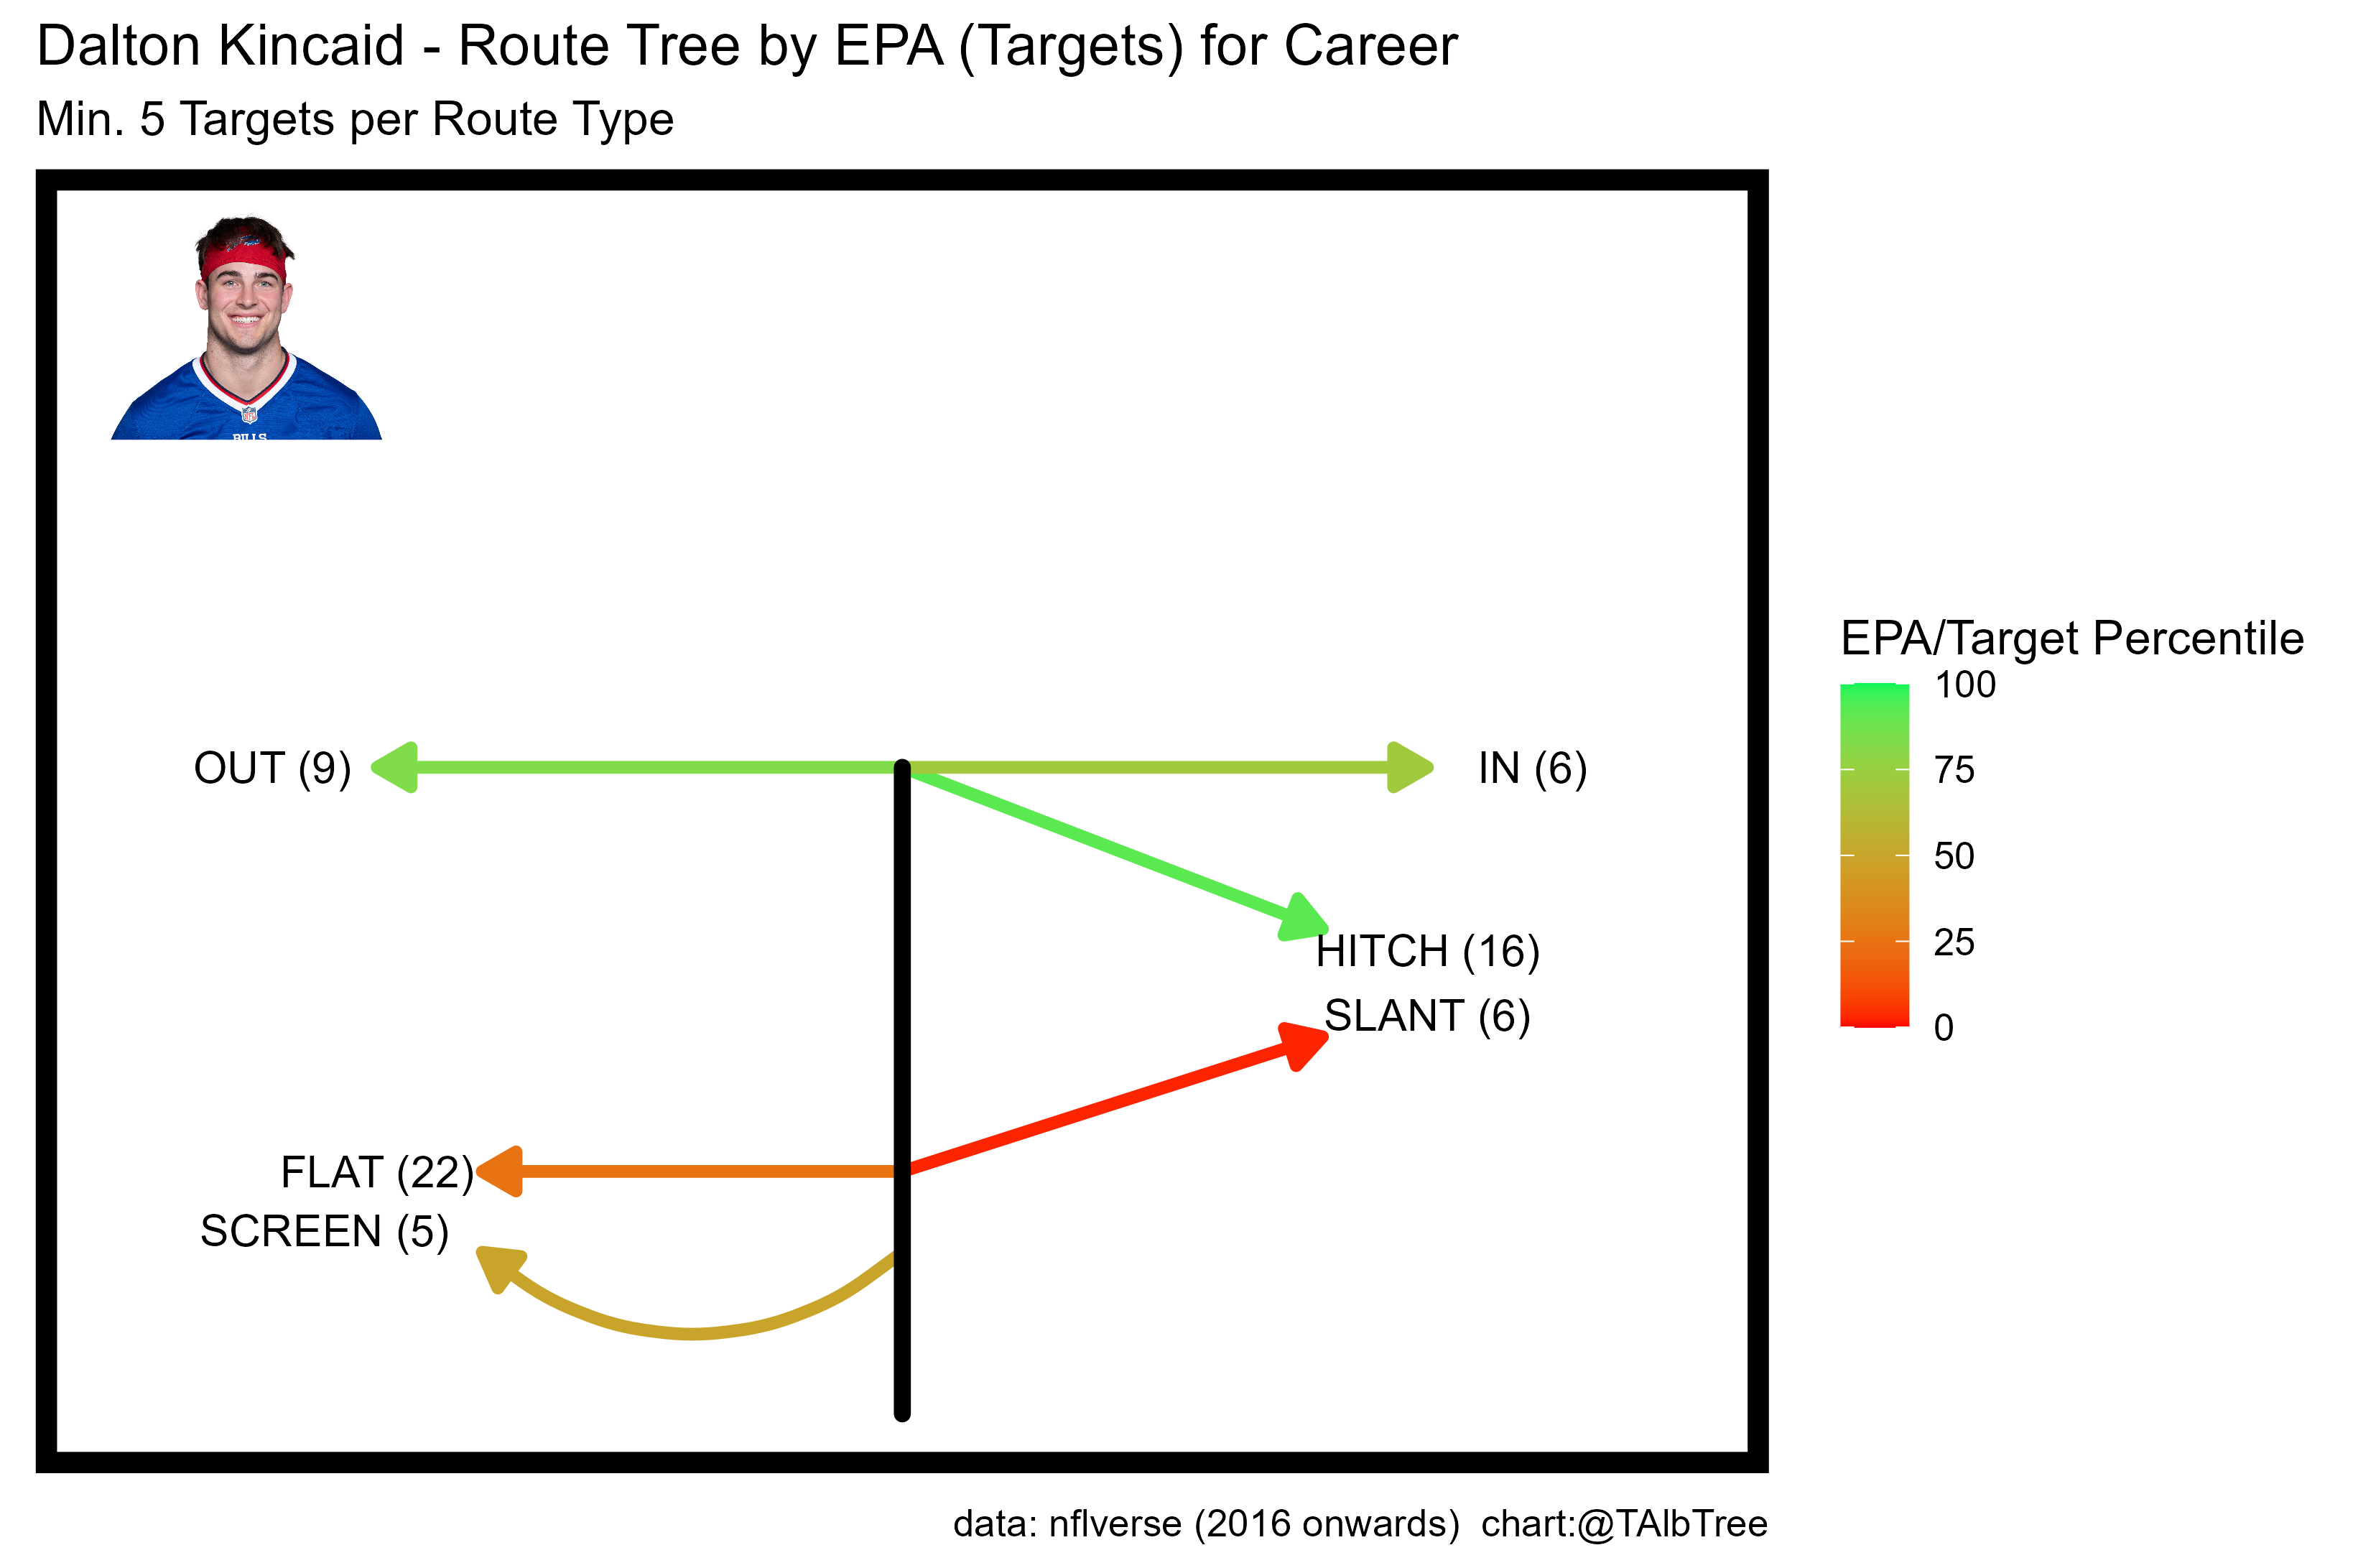 Dalton Kincaid - Route Tree by EPA (Targets) for Career
Min. 5 Targets per Route Type
BILLS
OUT (9)
IN (6)
HITCH (16)
SLANT (6)
FLAT (22)
SCREEN (5)
EPA/Target Percentile
100
75
50
25
0
data: nflverse (2016 onwards)  chart:@TAlbTree